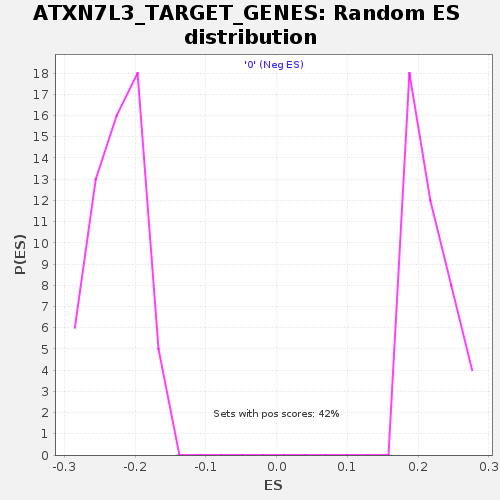 ATXN7L3_TARGET_GENES: Random ES
distribution
'0' (Neg ES)
18
17
16
15
14
13
12
11
10
9
8
7
6
5
4
3
2
1
0
P(ES)
Sets with pos scores: 42%
-0.3 -0.2 -0.1 0.0 0.1 0.2 0.3
ES